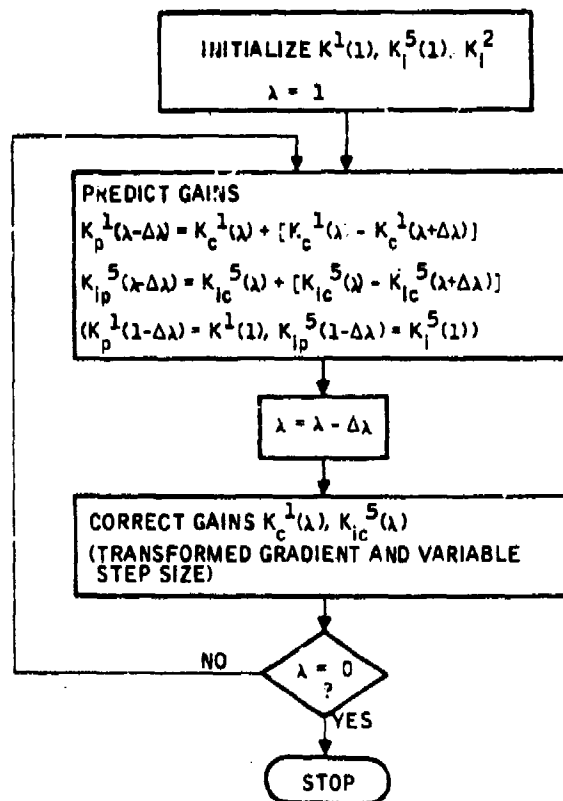 INITIALIZE K¹(1), K_i⁵(1), K_i²
λ = 1
PREDICT GAINS
K_p¹(λ-Δλ) = K_c¹(λ) + [K_c¹(λ) - K_c¹(λ+Δλ)]
K_ip⁵(λ-Δλ) = K_ic⁵(λ) + [K_ic⁵(λ) - K_ic⁵(λ+Δλ)]
(K_p¹(1-Δλ) = K¹(1), K_ip⁵(1-Δλ) = K_i⁵(1))
λ = λ - Δλ
CORRECT GAINS K_c¹(λ), K_ic⁵(λ)
(TRANSFORMED GRADIENT AND VARIABLE
STEP SIZE)
NO
λ = 0
?
YES
STOP